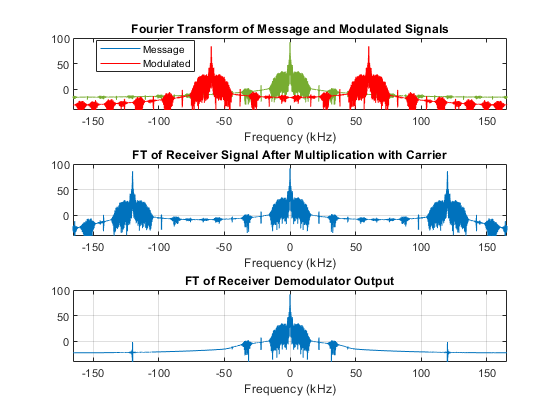 Fourier Transform of Message and Modulated Signals
100
50
0
Message
Modulated
-150 -100 -50 0 50 100 150
Frequency (kHz)
FT of Receiver Signal After Multiplication with Carrier
100
50
0
-150 -100 -50 0 50 100 150
Frequency (kHz)
FT of Receiver Demodulator Output
100
50
0
-150 -100 -50 0 50 100 150
Frequency (kHz)